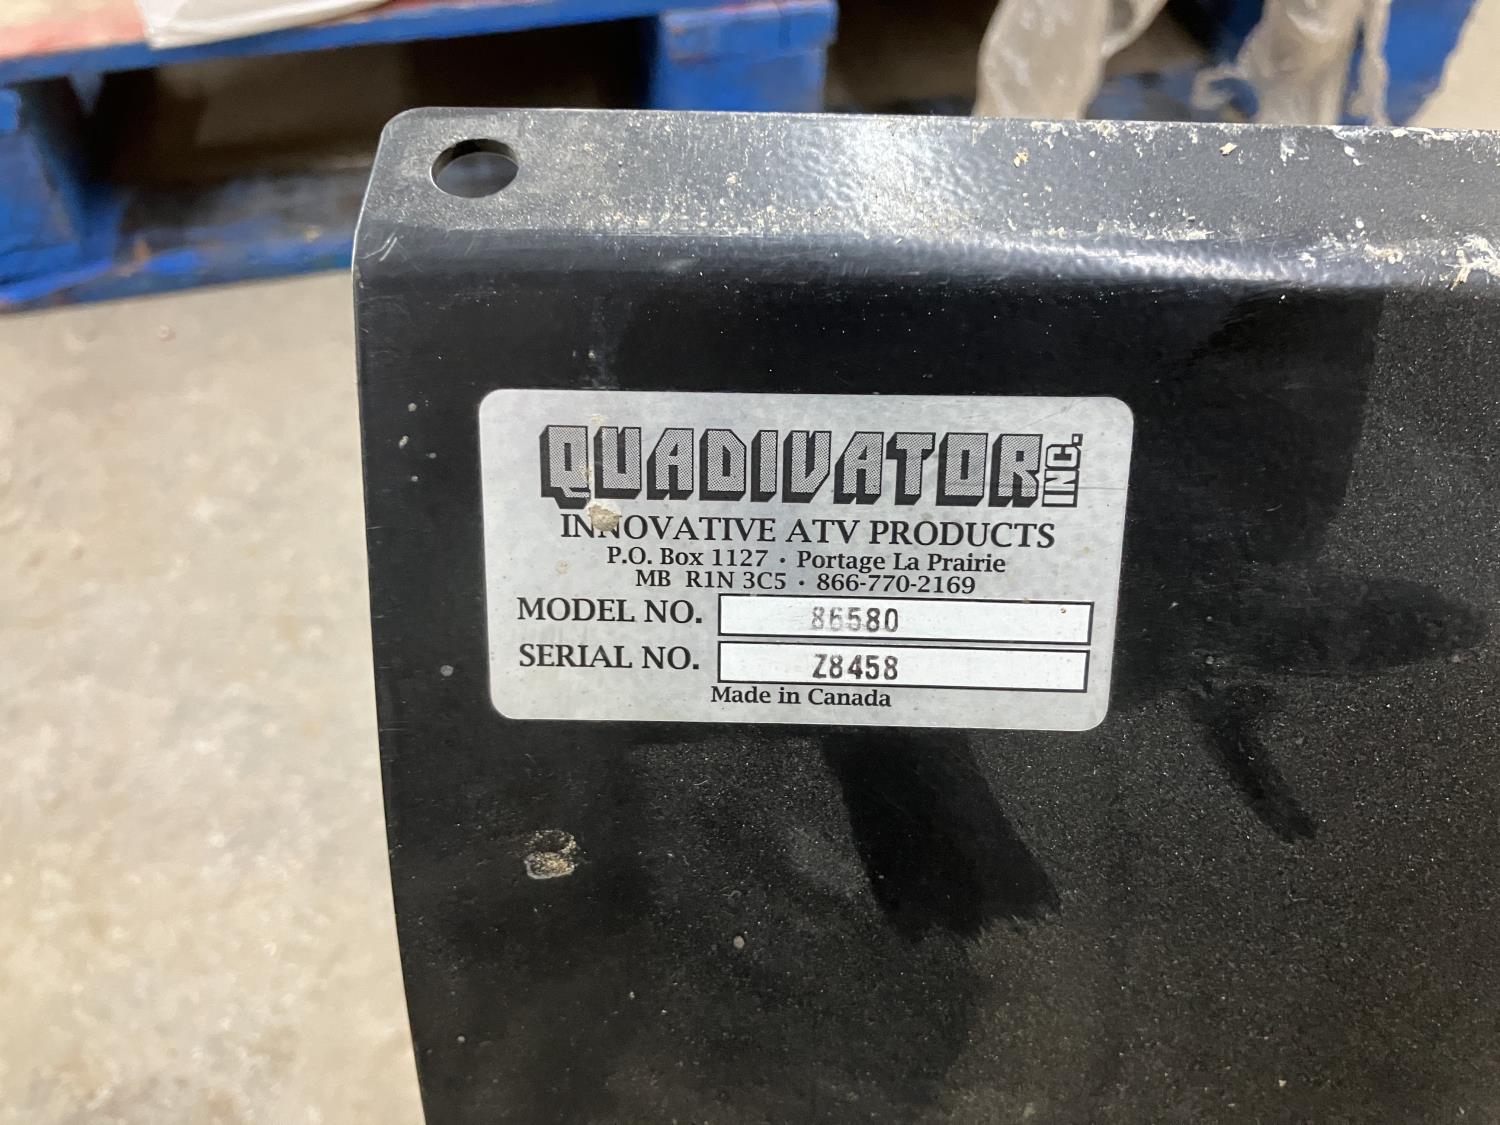 QUADIVATOR INC.
INNOVATIVE ATV PRODUCTS
P.O. Box 1127 · Portage La Prairie
MB R1N 3C5 · 866-770-2169
MODEL NO. 86580
SERIAL NO. Z8458
Made in Canada